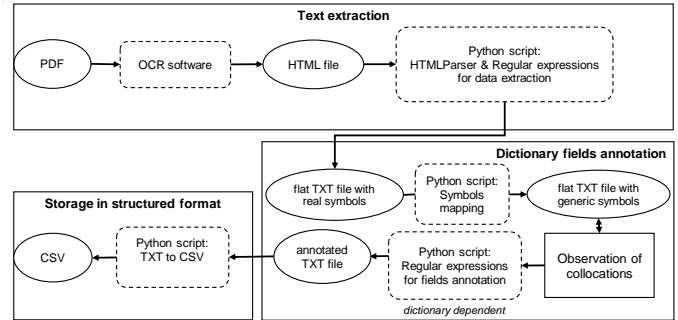 Text extraction
PDF
OCR software
HTML file
Python script:
HTMLParser & Regular expressions
for data extraction
Dictionary fields annotation
flat TXT file with
real symbols
Python script:
Symbols
mapping
flat TXT file with
generic symbols
Storage in structured format
CSV
Python script:
TXT to CSV
annotated
TXT file
Python script:
Regular expressions
for fields annotation
Observation of
collocations
dictionary dependent